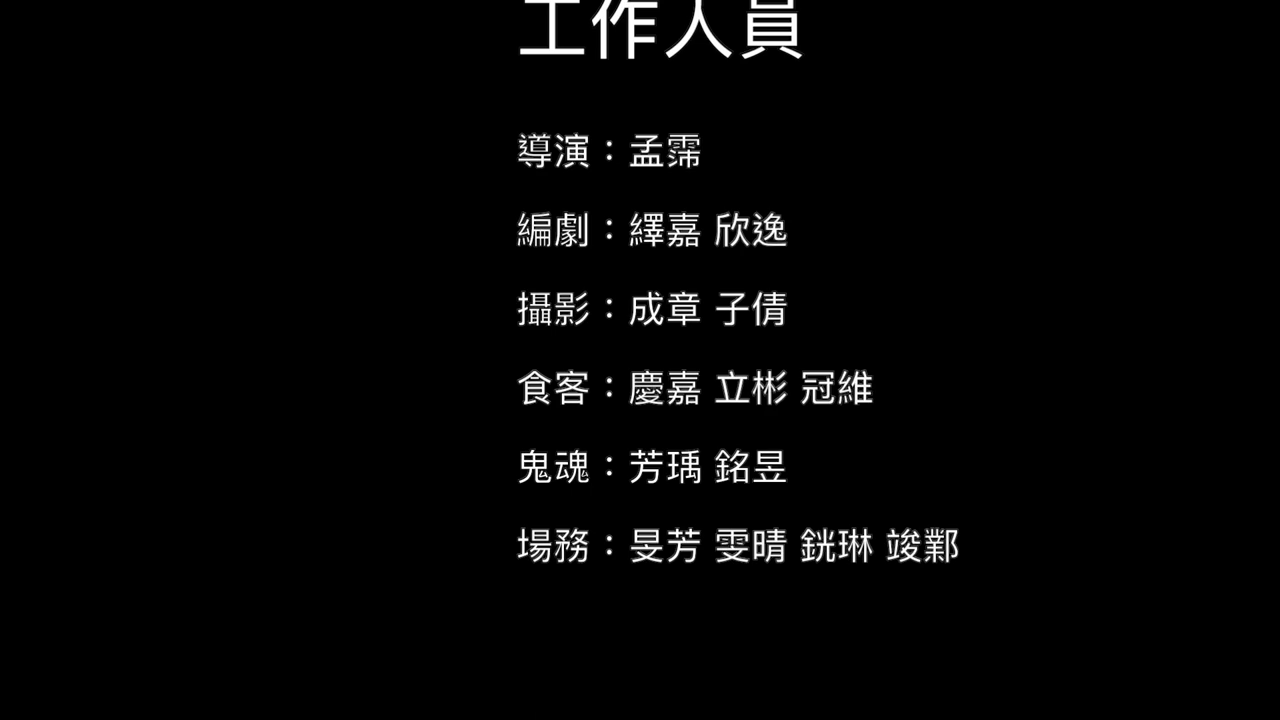 工作人員
導演：孟霈
編劇：繹嘉 欣逸
攝影：成章 子倩
食客：慶嘉 立彬 冠維
鬼魂：芳瑀 銘昱
場務：旻芳 雯晴 銧琳 竣酆